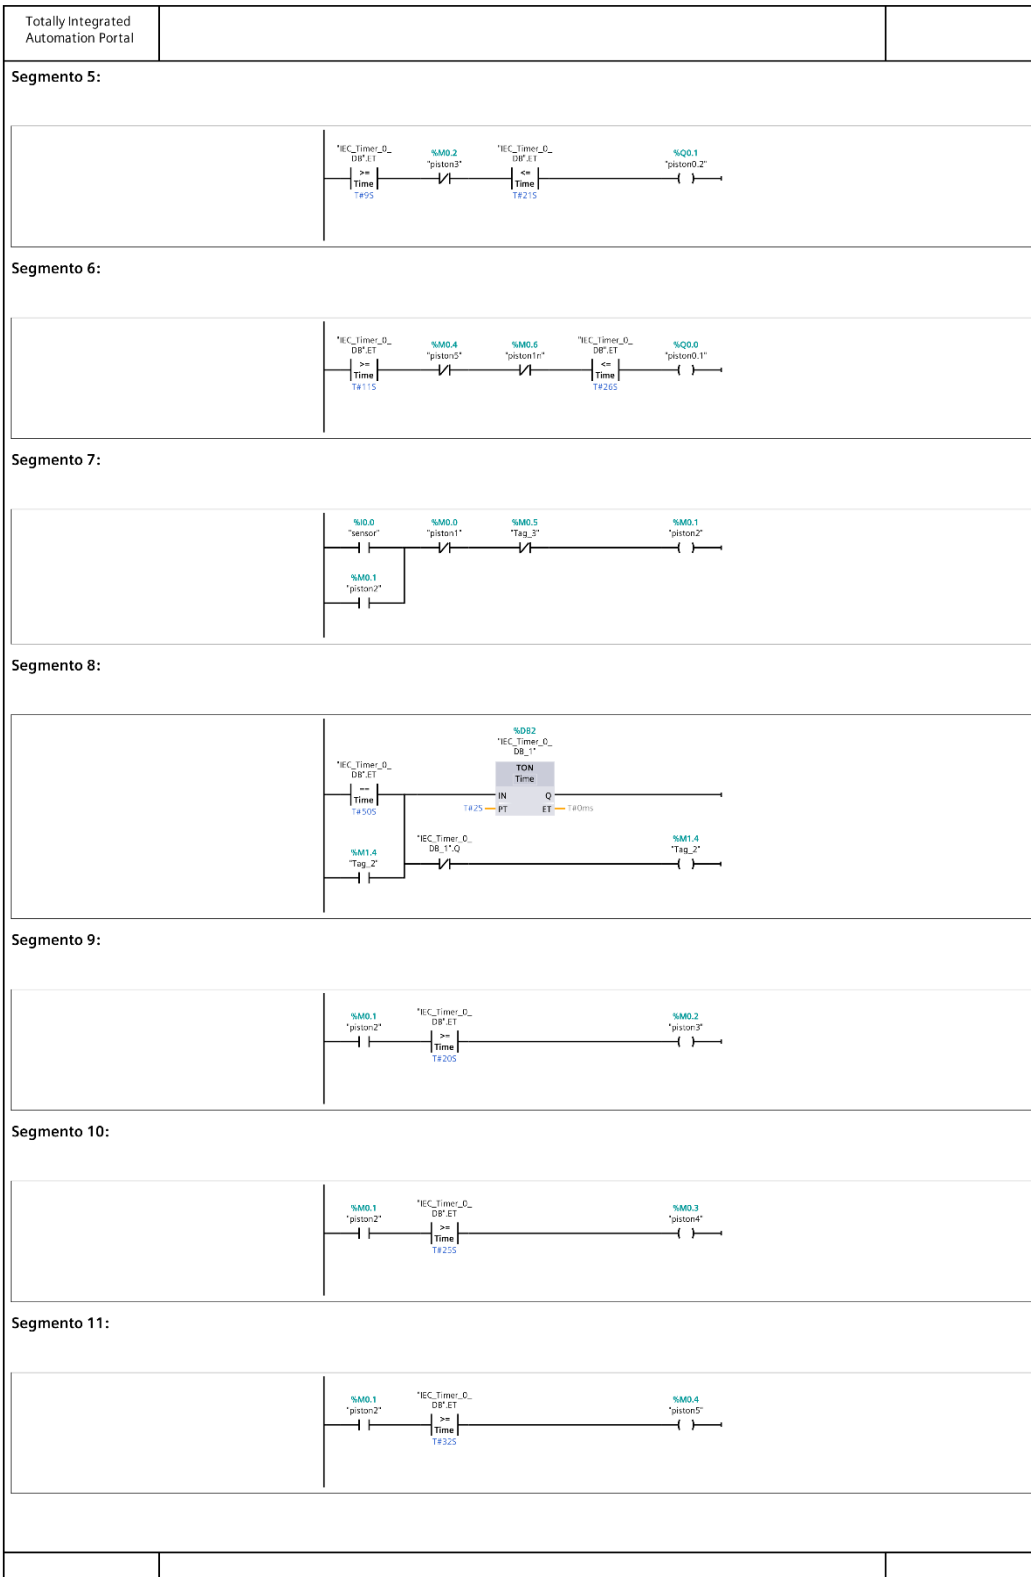 Totally Integrated
Automation Portal
Segmento 5:
"IEC_Timer_0_
DB".ET
>=
Time
T#9S
%M0.2
"piston3"
"IEC_Timer_0_
DB".ET
<=
Time
T#21S
%Q0.1
"piston0.2"
Segmento 6:
"IEC_Timer_0_
DB".ET
>=
Time
T#11S
%M0.4
"piston5"
%M0.6
"piston1n"
"IEC_Timer_0_
DB".ET
<=
Time
T#26S
%Q0.0
"piston0.1"
Segmento 7:
%I0.0
"sensor"
%M0.0
"piston1"
%M0.5
"Tag_3"
%M0.1
"piston2"
%M0.1
"piston2"
Segmento 8:
%DB2
"IEC_Timer_0_
DB_1"
TON
Time
"IEC_Timer_0_
DB".ET
==
Time
T#50S
IN Q
T#2S PT ET T#0ms
"IEC_Timer_0_
DB_1".Q
%M1.4
"Tag_2"
%M1.4
"Tag_2"
Segmento 9:
%M0.1
"piston2"
"IEC_Timer_0_
DB".ET
>=
Time
T#20S
%M0.2
"piston3"
Segmento 10:
%M0.1
"piston2"
"IEC_Timer_0_
DB".ET
>=
Time
T#25S
%M0.3
"piston4"
Segmento 11:
%M0.1
"piston2"
"IEC_Timer_0_
DB".ET
>=
Time
T#32S
%M0.4
"piston5"